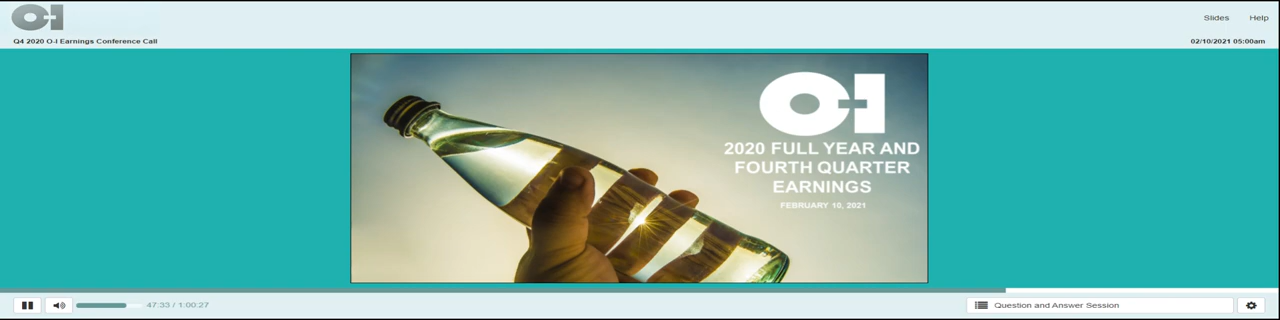 O-I
Slides Help
Q4 2020 O-I Earnings Conference Call
02/10/2021 05:00am
O-I
2020 FULL YEAR AND
FOURTH QUARTER
EARNINGS
FEBRUARY 10, 2021
47:33 / 1:00:27
Question and Answer Session